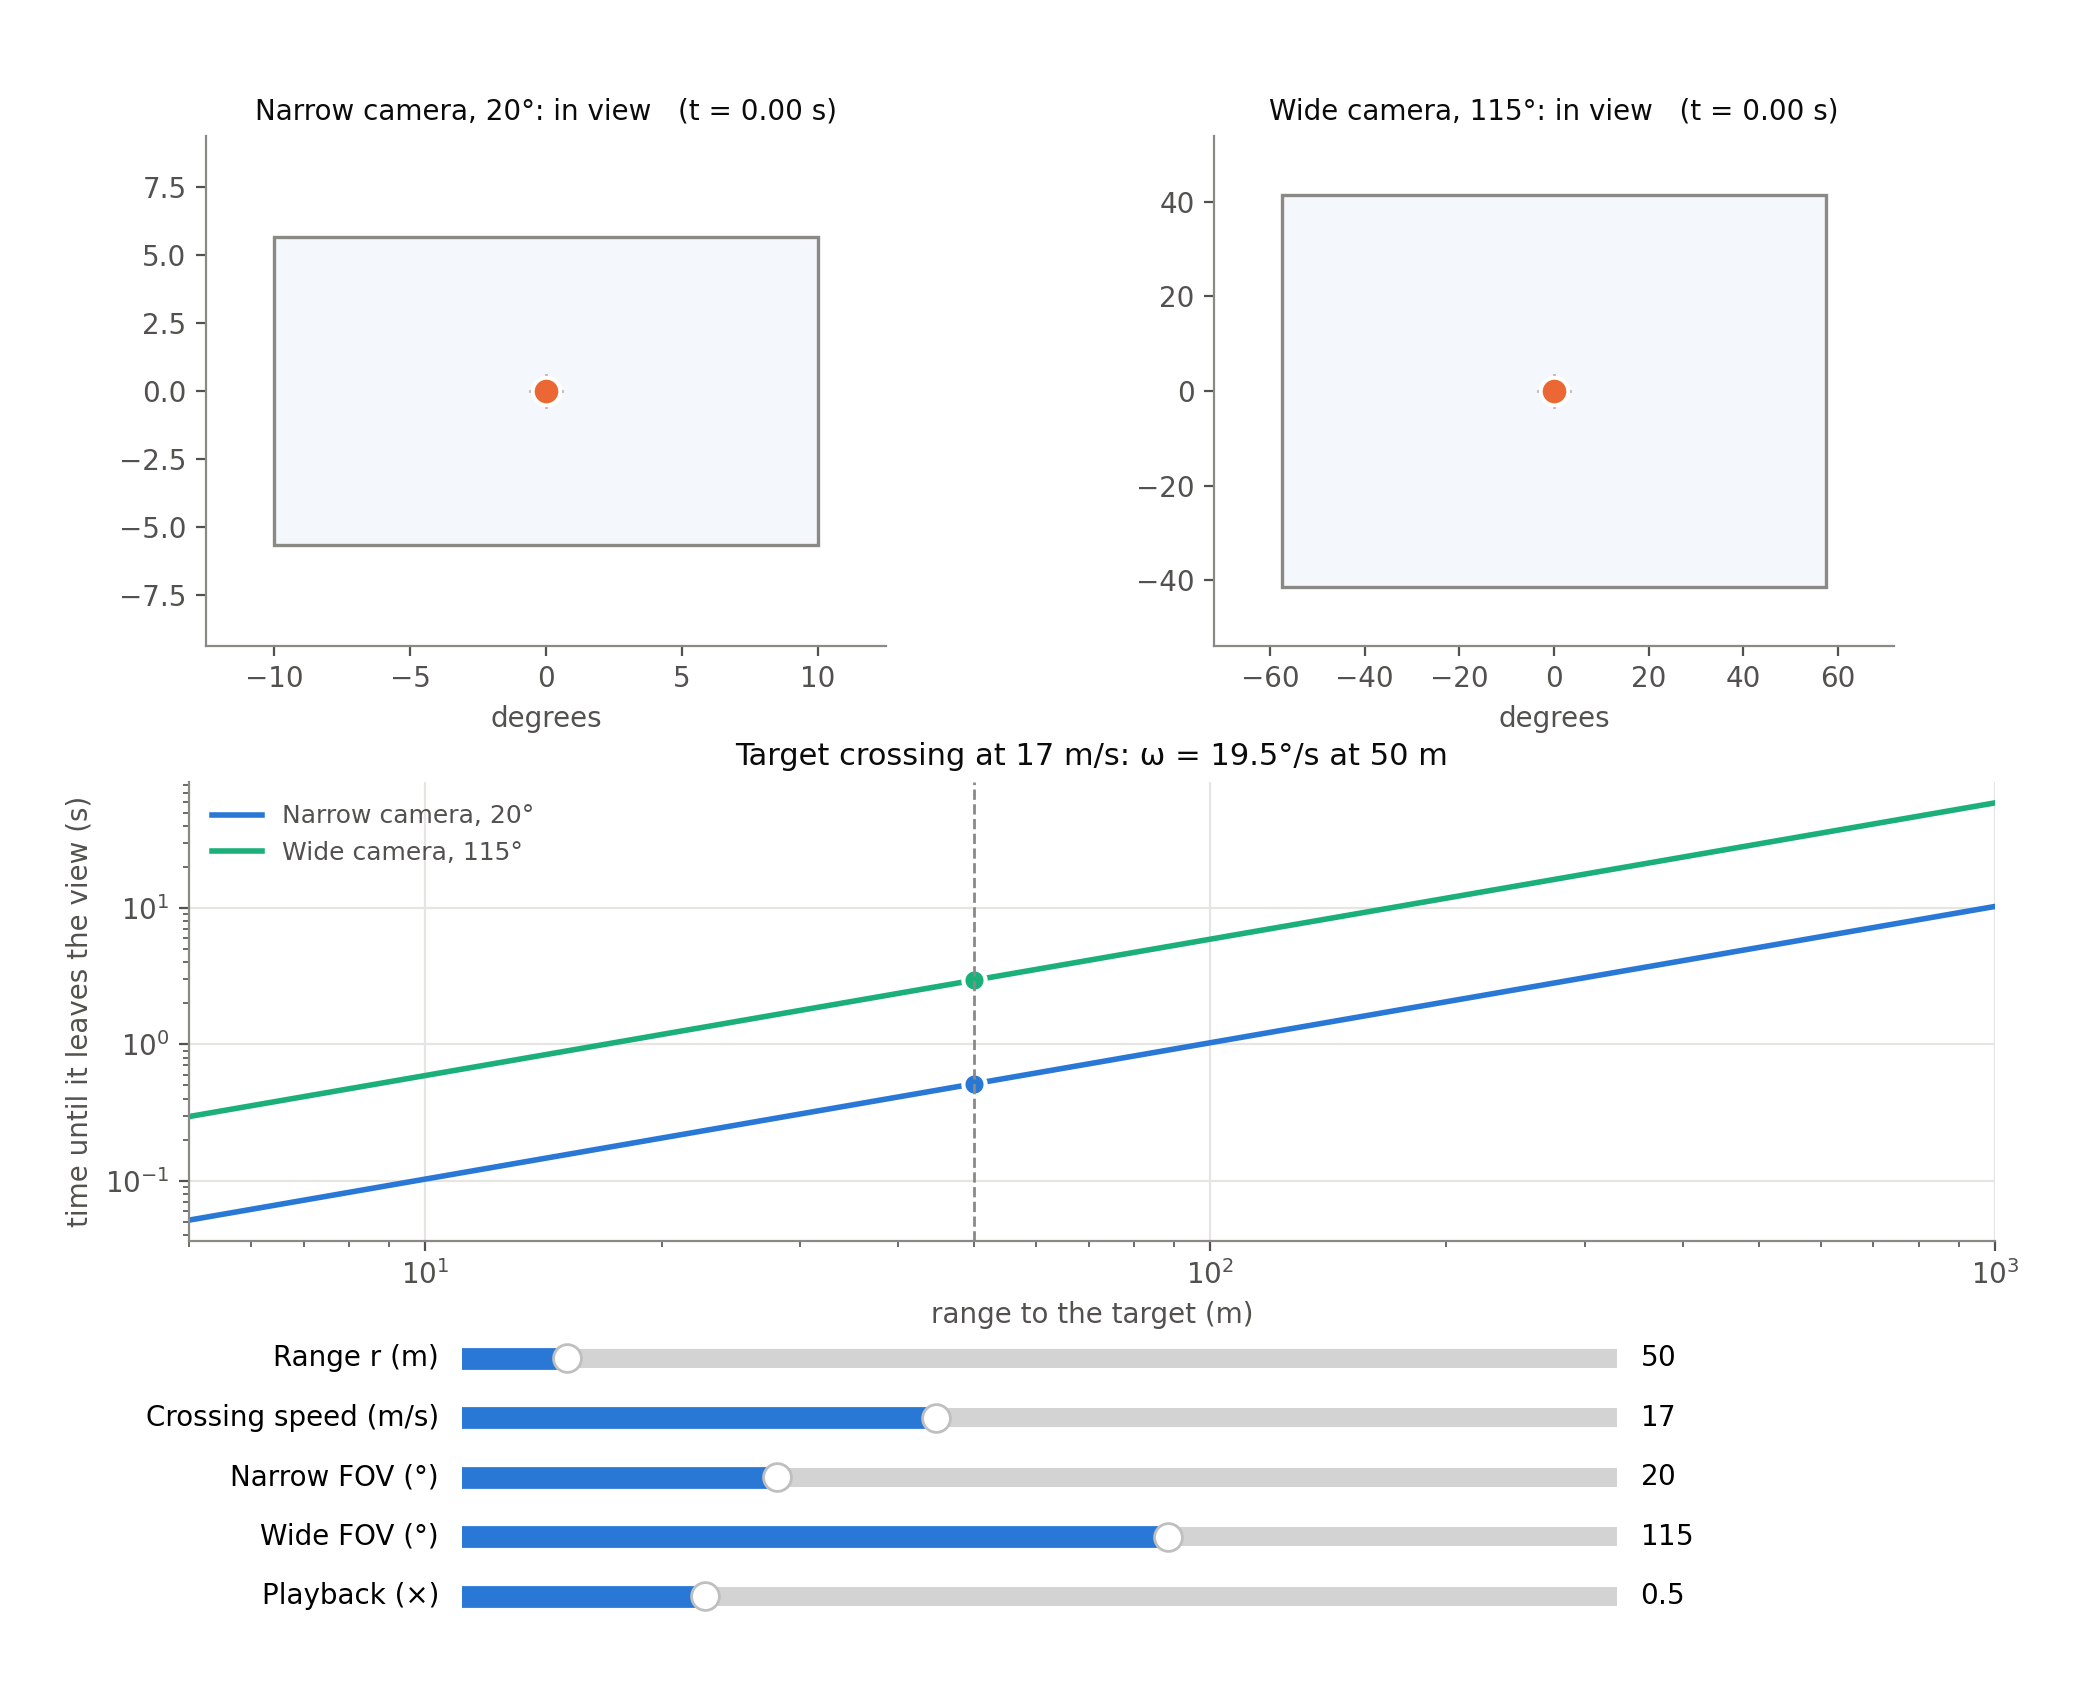 Narrow camera, 20°: in view   (t = 0.00 s)
7.5
5.0
2.5
0.0
−2.5
−5.0
−7.5
−10 −5 0 5 10
degrees
Wide camera, 115°: in view   (t = 0.00 s)
40
20
0
−20
−40
−60 −40 −20 0 20 40 60
degrees
Target crossing at 17 m/s: ω = 19.5°/s at 50 m
time until it leaves the view (s)
Narrow camera, 20°
Wide camera, 115°
10¹
10⁰
10⁻¹
10¹ 10² 10³
range to the target (m)
Range r (m) 50
Crossing speed (m/s) 17
Narrow FOV (°) 20
Wide FOV (°) 115
Playback (×) 0.5